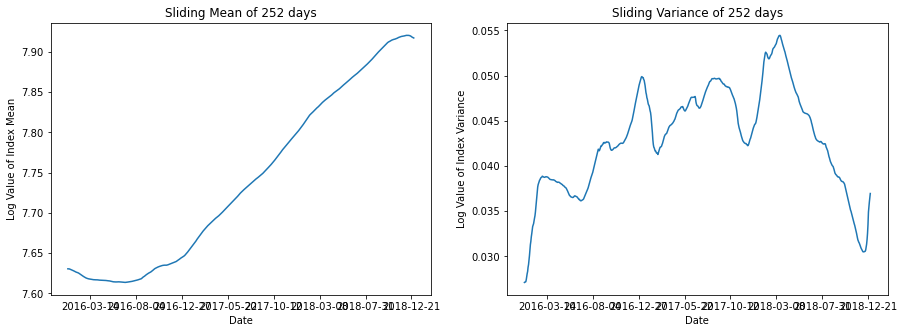 Sliding Mean of 252 days
Log Value of Index Mean
7.90
7.85
7.80
7.75
7.70
7.65
7.60
2016-03-14 2016-08-04 2016-12-27 2017-05-22 2017-10-12 2018-03-08 2018-07-31 2018-12-21
Date
Sliding Variance of 252 days
Log Value of Index Variance
0.055
0.050
0.045
0.040
0.035
0.030
2016-03-14 2016-08-04 2016-12-27 2017-05-22 2017-10-12 2018-03-08 2018-07-31 2018-12-21
Date